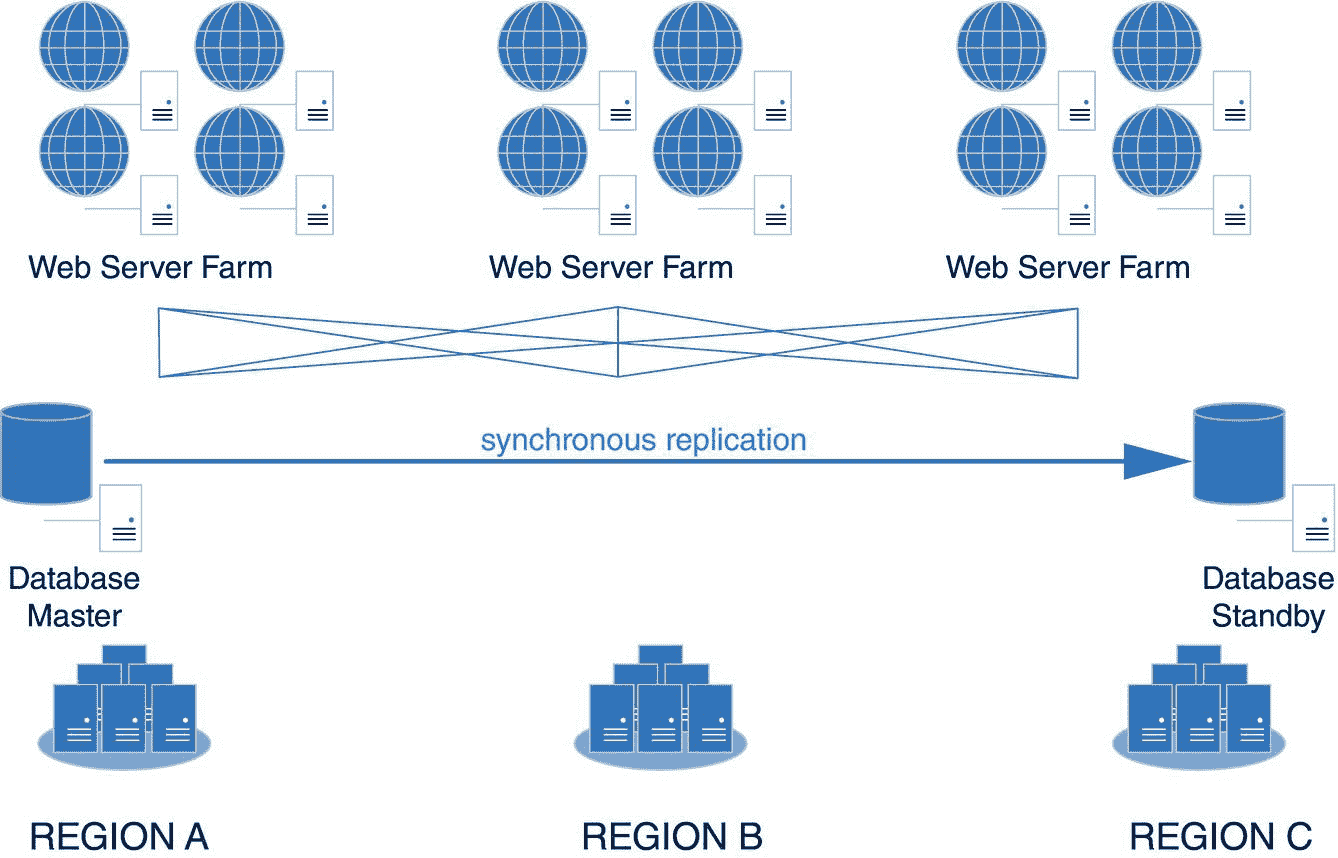 Web Server Farm
Web Server Farm
Web Server Farm
synchronous replication
Database
Master
Database
Standby
REGION A
REGION B
REGION C